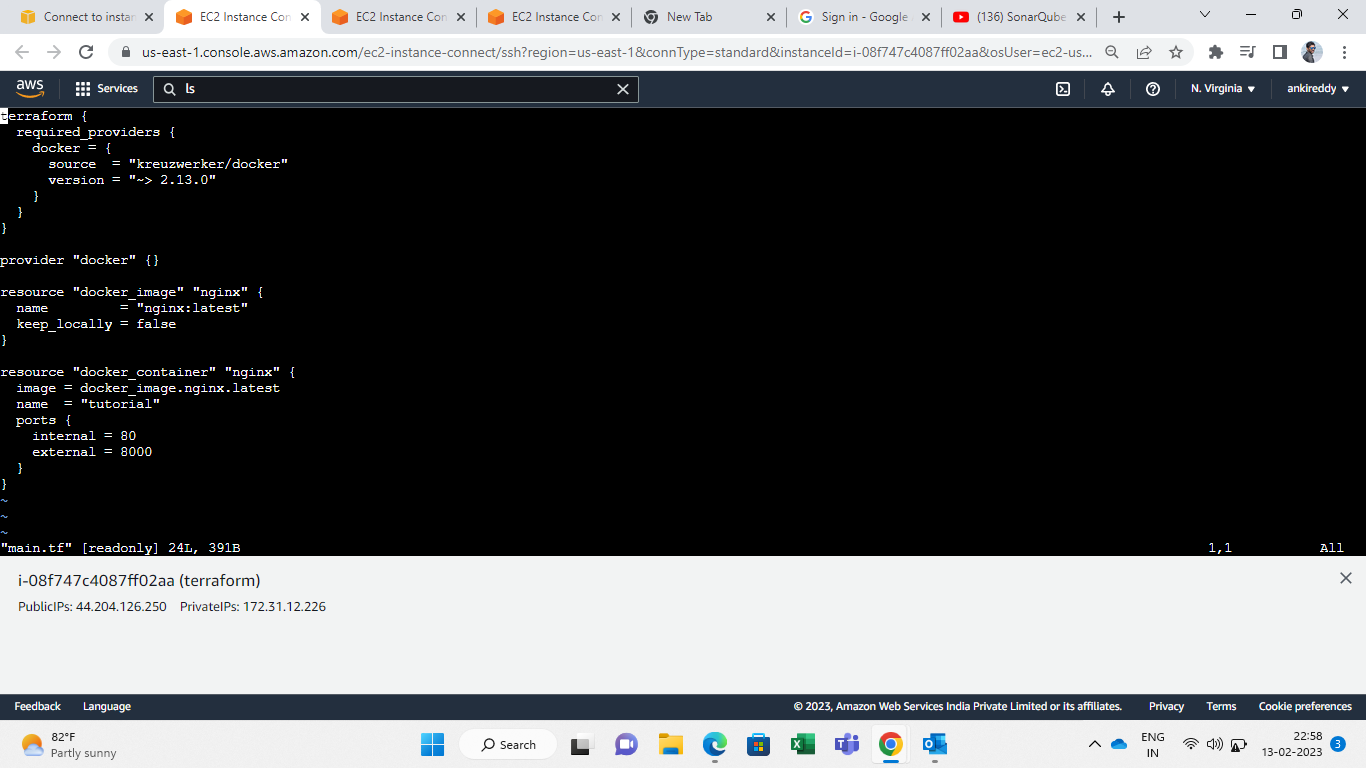 Connect to instan
EC2 Instance Con
EC2 Instance Con
EC2 Instance Con
New Tab
Sign in - Google
(136) SonarQube
us-east-1.console.aws.amazon.com/ec2-instance-connect/ssh?region=us-east-1&connType=standard&instanceId=i-08f747c4087ff02aa&osUser=ec2-us...
aws
Services
ls
N. Virginia
ankireddy
terraform {
  required_providers {
    docker = {
      source  = "kreuzwerker/docker"
      version = "~> 2.13.0"
    }
  }
}
provider "docker" {}
resource "docker_image" "nginx" {
  name         = "nginx:latest"
  keep_locally = false
}
resource "docker_container" "nginx" {
  image = docker_image.nginx.latest
  name  = "tutorial"
  ports {
    internal = 80
    external = 8000
  }
}
~
~
~
"main.tf" [readonly] 24L, 391B 1,1 All
i-08f747c4087ff02aa (terraform)
PublicIPs: 44.204.126.250 PrivateIPs: 172.31.12.226
Feedback Language © 2023, Amazon Web Services India Private Limited or its affiliates. Privacy Terms Cookie preferences
82°F
Partly sunny
Search
ENG
IN
22:58
13-02-2023
3